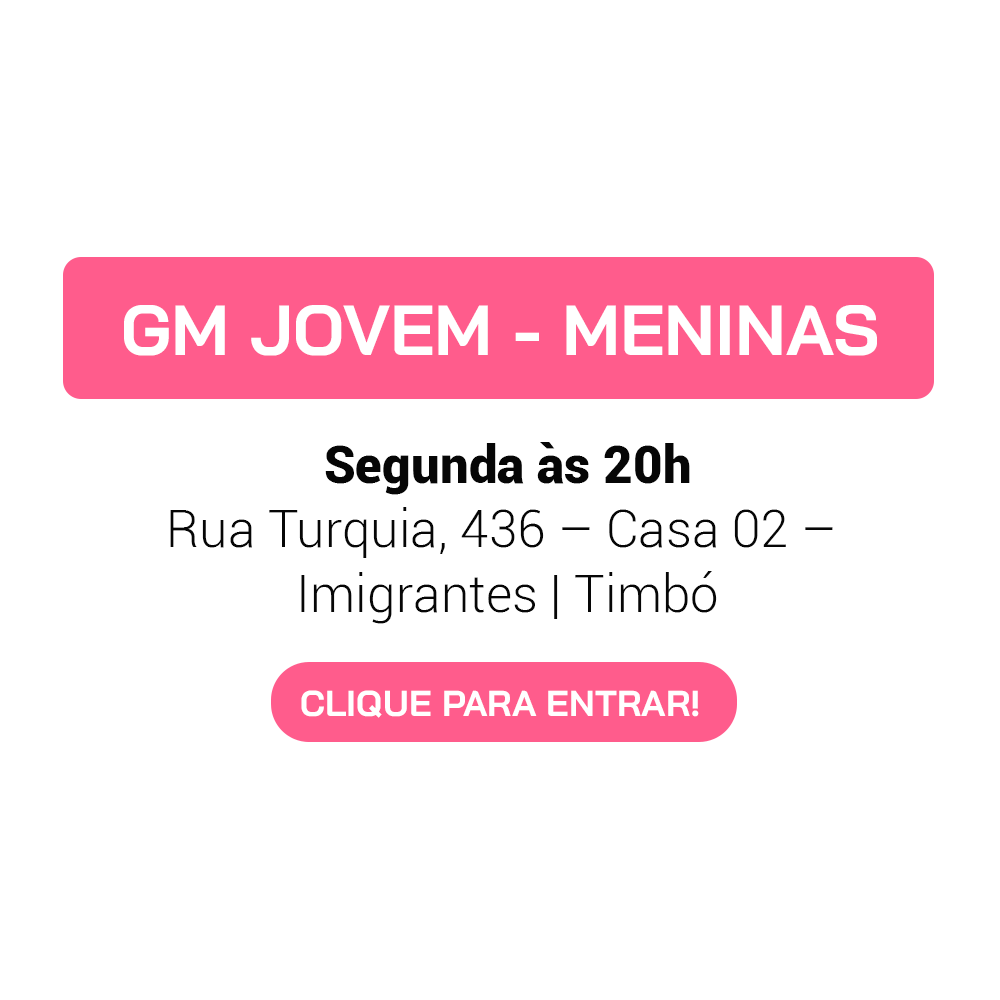 GM JOVEM - MENINAS
Segunda às 20h
Rua Turquia, 436 – Casa 02 –
Imigrantes | Timbó
CLIQUE PARA ENTRAR!